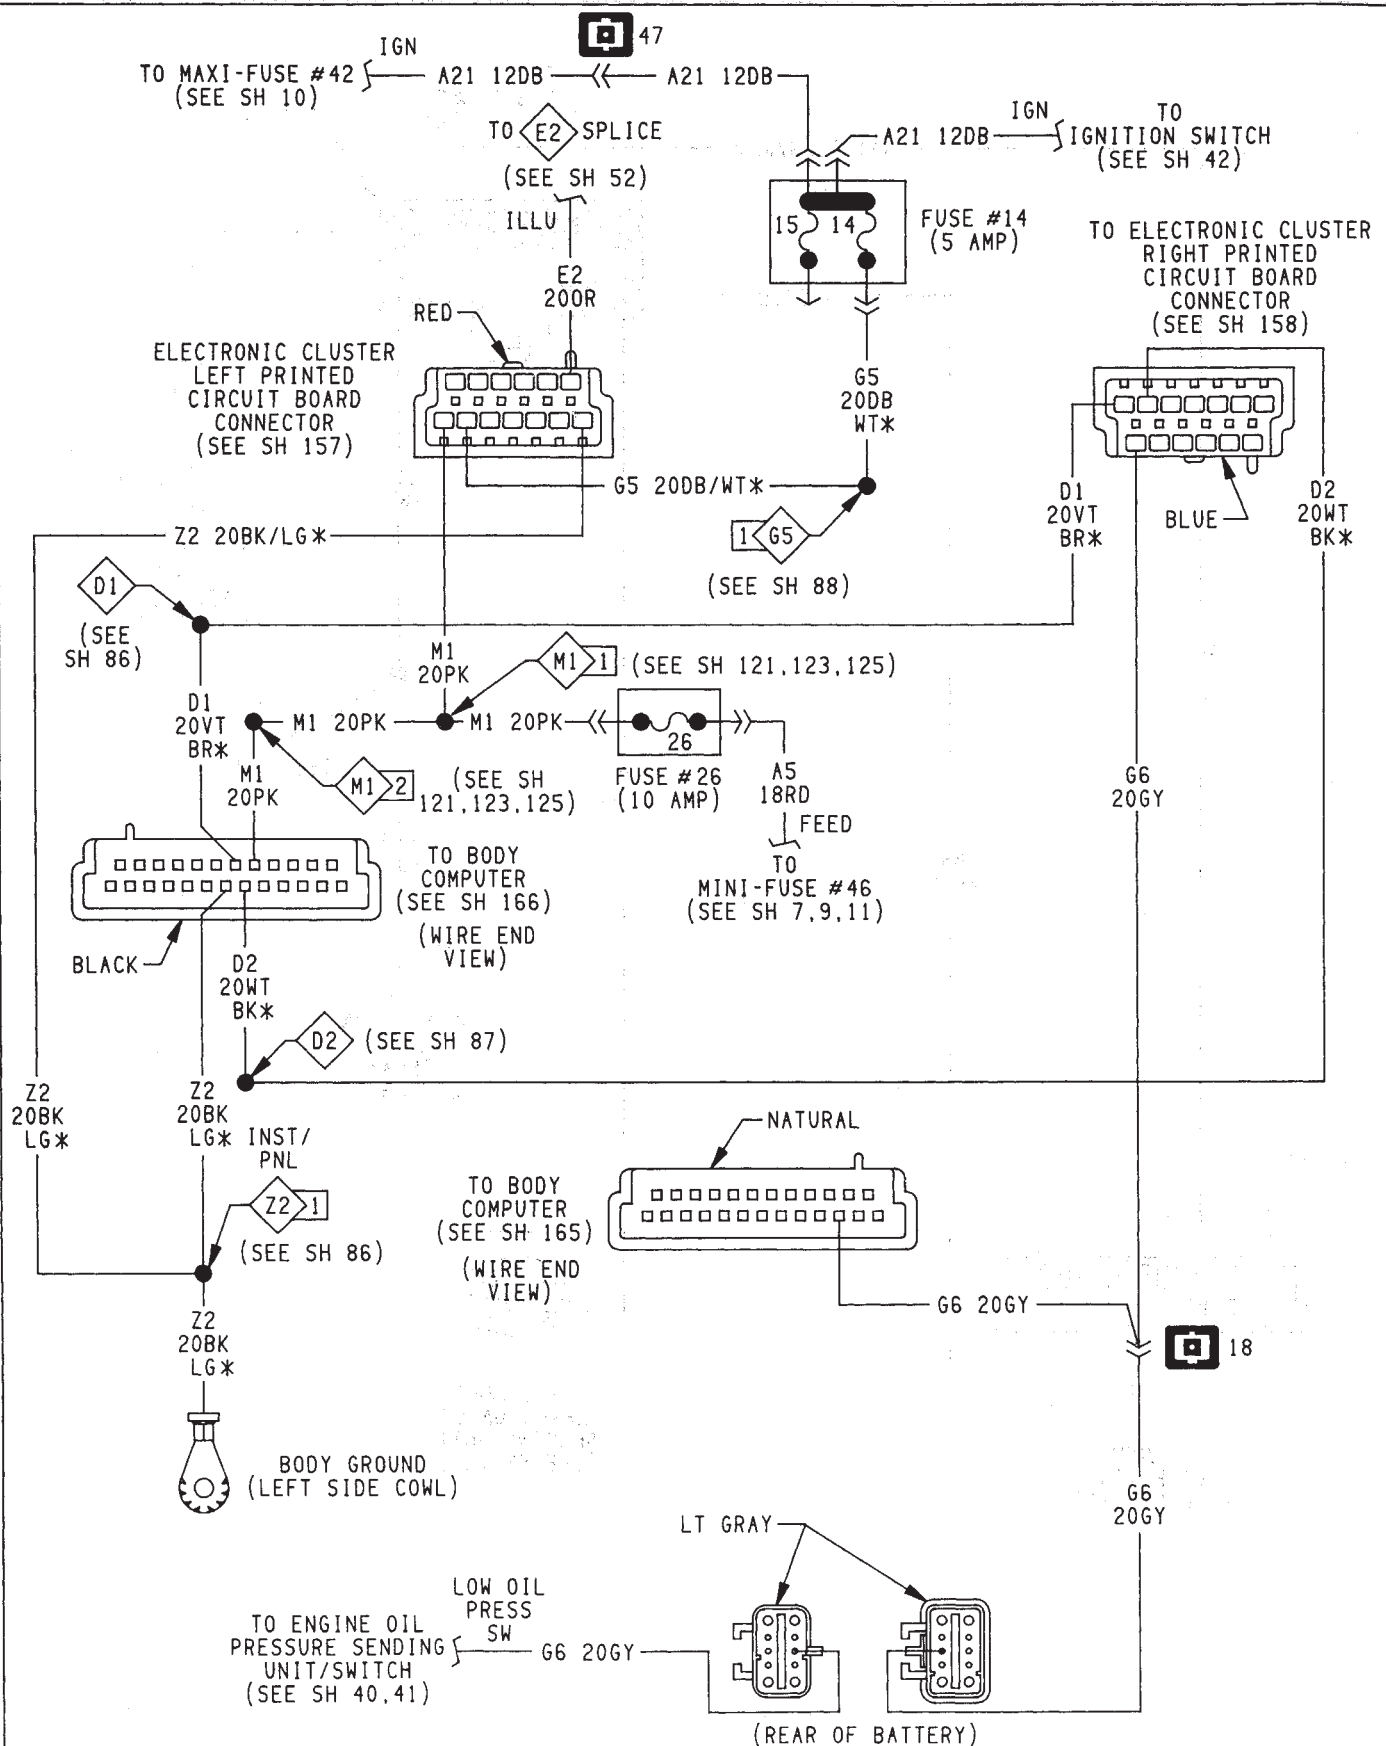 47
IGN
TO MAXI-FUSE #42
(SEE SH 10)
A21 12DB
A21 12DB
TO E2 SPLICE
(SEE SH 52)
ILLU
IGN
A21 12DB
TO
IGNITION SWITCH
(SEE SH 42)
15
14
FUSE #14
(5 AMP)
TO ELECTRONIC CLUSTER
RIGHT PRINTED
CIRCUIT BOARD
CONNECTOR
(SEE SH 158)
E2
20OR
RED
ELECTRONIC CLUSTER
LEFT PRINTED
CIRCUIT BOARD
CONNECTOR
(SEE SH 157)
G5
20DB
WT*
G5 20DB/WT*
1 G5
(SEE SH 88)
D1
20VT
BR*
BLUE
D2
20WT
BK*
Z2 20BK/LG*
D1
(SEE
SH 86)
M1
20PK
M1 1 (SEE SH 121,123,125)
D1
20VT
BR*
M1 20PK
M1 20PK
26
FUSE #26
(10 AMP)
M1
20PK
M1 2
(SEE SH
121,123,125)
A5
18RD
FEED
TO
MINI-FUSE #46
(SEE SH 7,9,11)
G6
20GY
TO BODY
COMPUTER
(SEE SH 166)
(WIRE END
VIEW)
BLACK
D2
20WT
BK*
D2 (SEE SH 87)
Z2
20BK
LG*
Z2
20BK
LG*
INST/
PNL
Z2 1
(SEE SH 86)
NATURAL
TO BODY
COMPUTER
(SEE SH 165)
(WIRE END
VIEW)
G6 20GY
18
Z2
20BK
LG*
BODY GROUND
(LEFT SIDE COWL)
G6
20GY
LT GRAY
LOW OIL
PRESS
SW
TO ENGINE OIL
PRESSURE SENDING
UNIT/SWITCH
(SEE SH 40,41)
G6 20GY
(REAR OF BATTERY)